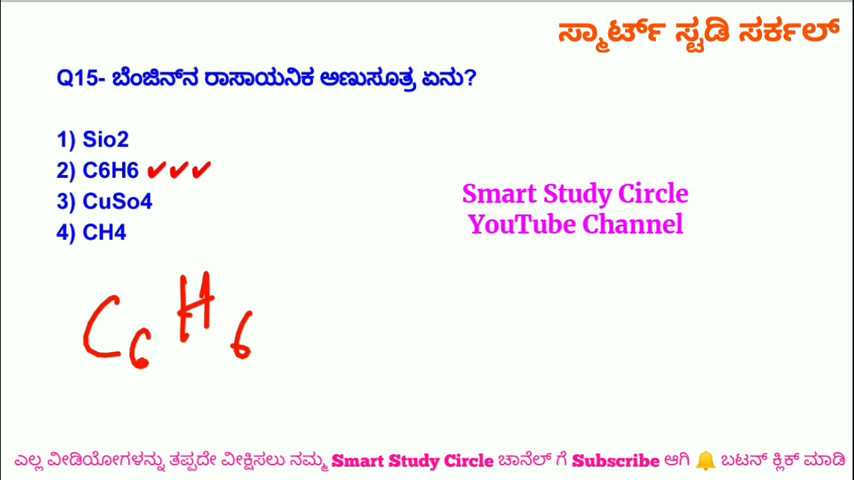 ಸ್ಮಾರ್ಟ್ ಸ್ಟಡಿ ಸರ್ಕಲ್
Q15- ಬೆಂಜಿನ್‌ನ ರಾಸಾಯನಿಕ ಅಣುಸೂತ್ರ ಏನು?
1) Sio2
2) C6H6 ✔✔✔
3) CuSo4
4) CH4
Smart Study Circle
YouTube Channel
C6H6
ಎಲ್ಲ ವೀಡಿಯೋಗಳನ್ನು ತಪ್ಪದೇ ವೀಕ್ಷಿಸಲು ನಮ್ಮ Smart Study Circle ಚಾನೆಲ್ ಗೆ Subscribe ಆಗಿ 🔔 ಬಟನ್ ಕ್ಲಿಕ್ ಮಾಡಿ